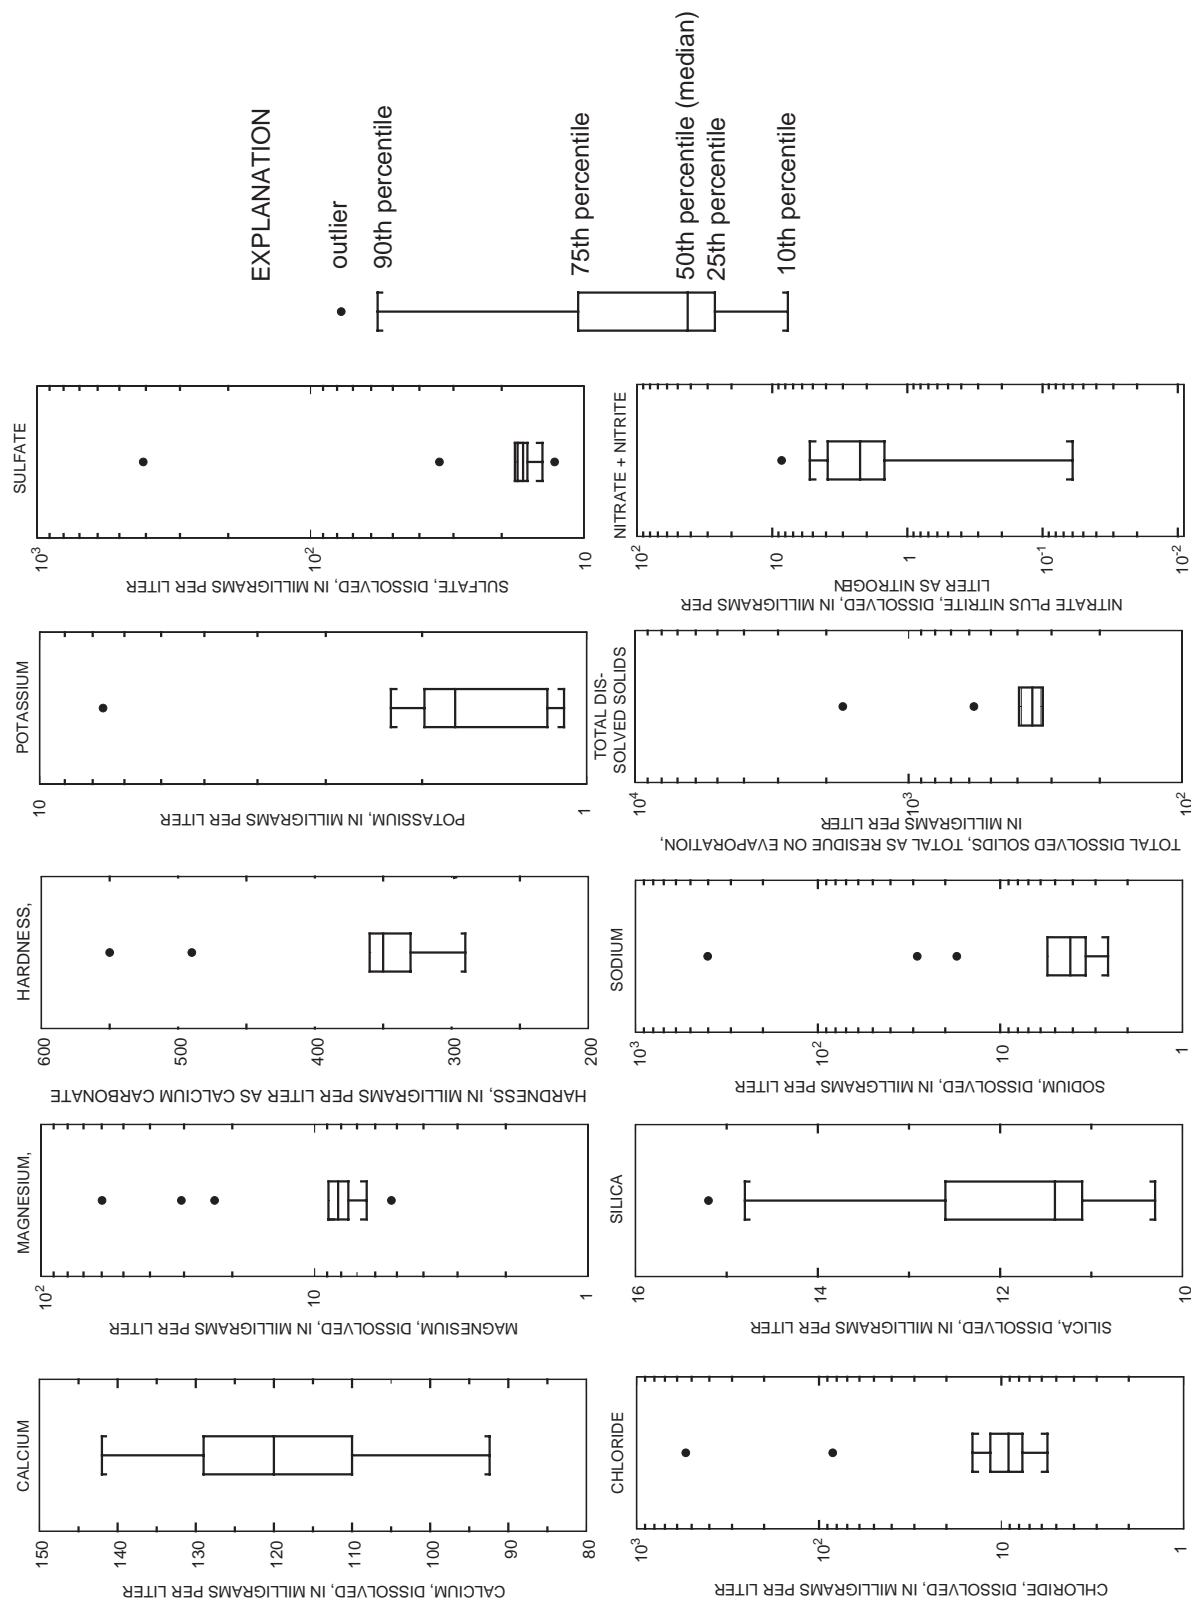 CALCIUM
CALCIUM, DISSOLVED, IN MILLIGRAMS PER LITER
150
140
130
120
110
100
90
80
MAGNESIUM,
MAGNESIUM, DISSOLVED, IN MILLIGRAMS PER LITER
10²
10
1
HARDNESS,
HARDNESS, IN MILLIGRAMS PER LITER AS CALCIUM CARBONATE
600
500
400
300
200
POTASSIUM
POTASSIUM, IN MILLIGRAMS PER LITER
10
1
SULFATE
SULFATE, DISSOLVED, IN MILLIGRAMS PER LITER
10³
10²
10
EXPLANATION
outlier
90th percentile
75th percentile
50th percentile (median)
25th percentile
10th percentile
CHLORIDE
CHLORIDE, DISSOLVED, IN MILLIGRAMS PER LITER
10³
10²
10
1
SILICA
SILICA, DISSOLVED, IN MILLIGRAMS PER LITER
16
14
12
10
SODIUM
SODIUM, DISSOLVED, IN MILLIGRAMS PER LITER
10³
10²
10
1
TOTAL DIS-
SOLVED SOLIDS
TOTAL DISSOLVED SOLIDS, TOTAL AS RESIDUE ON EVAPORATION,
IN MILLIGRAMS PER LITER
10⁴
10³
10²
NITRATE + NITRITE
NITRATE PLUS NITRITE, DISSOLVED, IN MILLIGRAMS PER
LITER AS NITROGEN
10²
10
1
10⁻¹
10⁻²